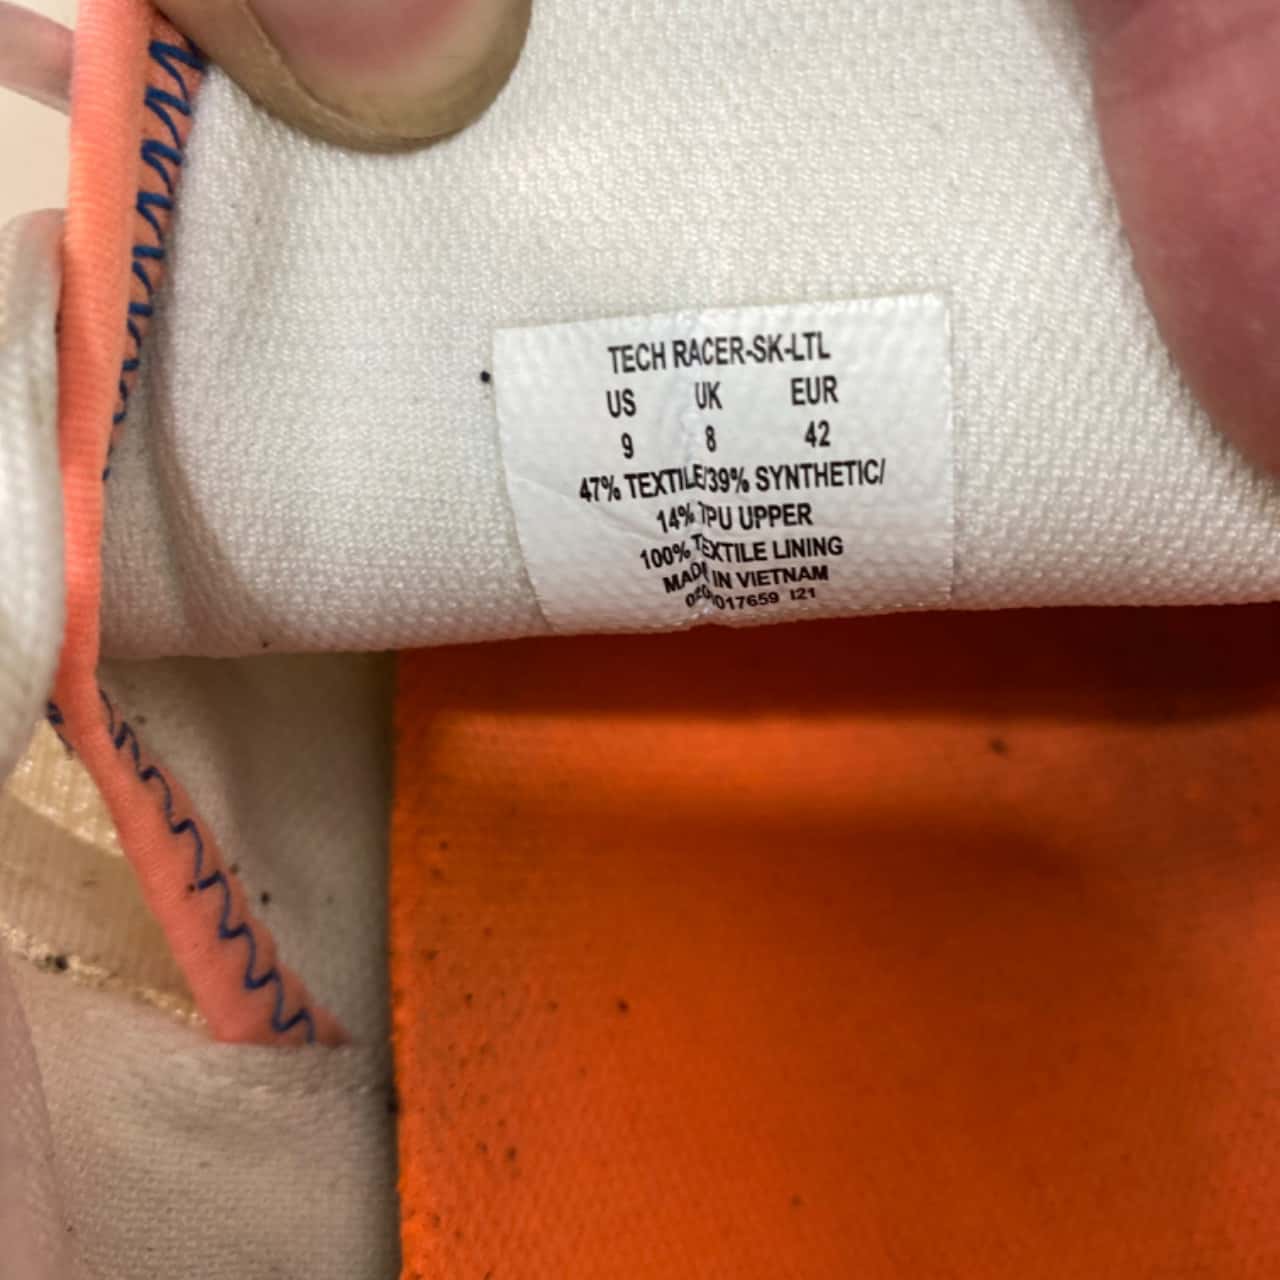 TECH RACER-SK-LTL
US UK EUR
9 8 42
47% TEXTILE/39% SYNTHETIC/
14% TPU UPPER
100% TEXTILE LINING
MADE IN VIETNAM
I21